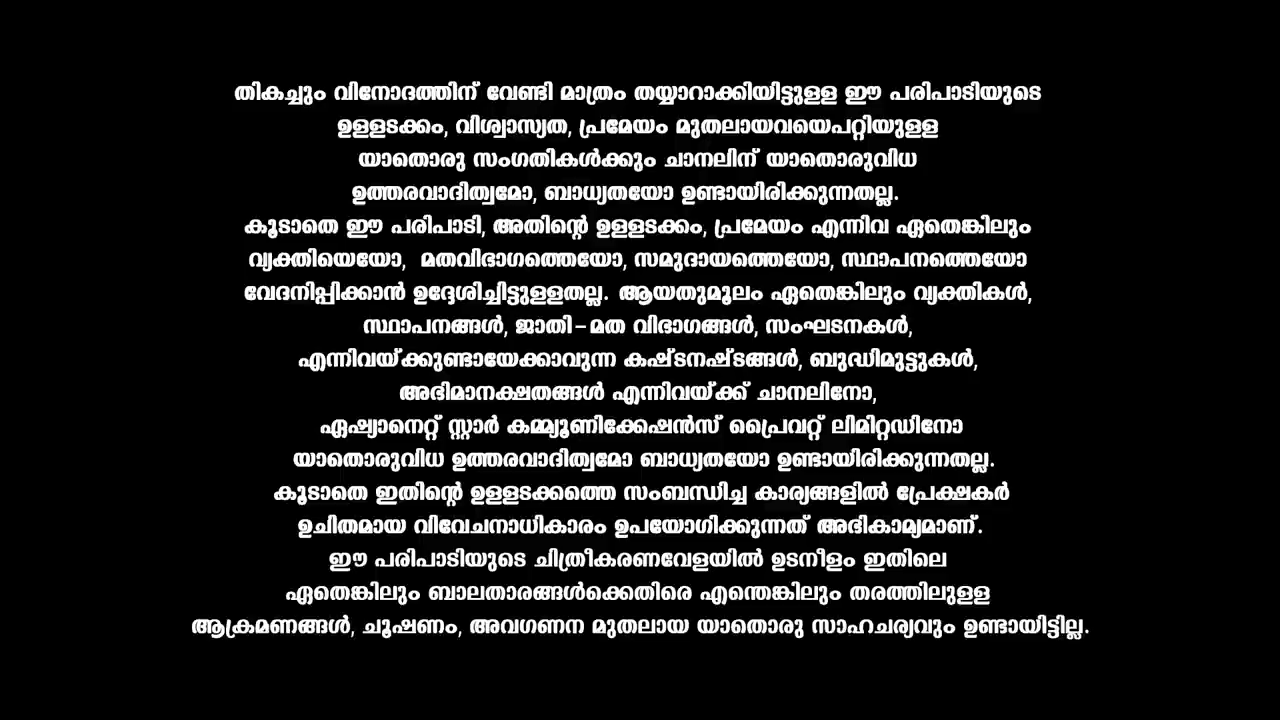 തികച്ചും വിനോദത്തിന് വേണ്ടി മാത്രം തയ്യാറാക്കിയിട്ടുള്ള ഈ പരിപാടിയുടെ
ഉള്ളടക്കം, വിശ്വാസ്യത, പ്രമേയം മുതലായവയെപറ്റിയുള്ള
യാതൊരു സംഗതികൾക്കും ചാനലിന് യാതൊരുവിധ
ഉത്തരവാദിത്വമോ, ബാധ്യതയോ ഉണ്ടായിരിക്കുന്നതല്ല.
കൂടാതെ ഈ പരിപാടി, അതിന്റെ ഉള്ളടക്കം, പ്രമേയം എന്നിവ ഏതെങ്കിലും
വ്യക്തിയെയോ, മതവിഭാഗത്തെയോ, സമുദായത്തെയോ, സ്ഥാപനത്തെയോ
വേദനിപ്പിക്കാൻ ഉദ്ദേശിച്ചിട്ടുള്ളതല്ല. ആയതുമൂലം ഏതെങ്കിലും വ്യക്തികൾ,
സ്ഥാപനങ്ങൾ, ജാതി-മത വിഭാഗങ്ങൾ, സംഘടനകൾ,
എന്നിവയ്ക്കുണ്ടായേക്കാവുന്ന കഷ്ടനഷ്ടങ്ങൾ, ബുദ്ധിമുട്ടുകൾ,
അഭിമാനക്ഷതങ്ങൾ എന്നിവയ്ക്ക് ചാനലിനോ,
ഏഷ്യാനെറ്റ് സ്റ്റാർ കമ്മ്യൂണിക്കേഷൻസ് പ്രൈവറ്റ് ലിമിറ്റഡിനോ
യാതൊരുവിധ ഉത്തരവാദിത്വമോ ബാധ്യതയോ ഉണ്ടായിരിക്കുന്നതല്ല.
കൂടാതെ ഇതിന്റെ ഉള്ളടക്കത്തെ സംബന്ധിച്ച കാര്യങ്ങളിൽ പ്രേക്ഷകർ
ഉചിതമായ വിവേചനാധികാരം ഉപയോഗിക്കുന്നത് അഭികാമ്യമാണ്.
ഈ പരിപാടിയുടെ ചിത്രീകരണവേളയിൽ ഉടനീളം ഇതിലെ
ഏതെങ്കിലും ബാലതാരങ്ങൾക്കെതിരെ എന്തെങ്കിലും തരത്തിലുള്ള
ആക്രമണങ്ങൾ, ചൂഷണം, അവഗണന മുതലായ യാതൊരു സാഹചര്യവും ഉണ്ടായിട്ടില്ല.